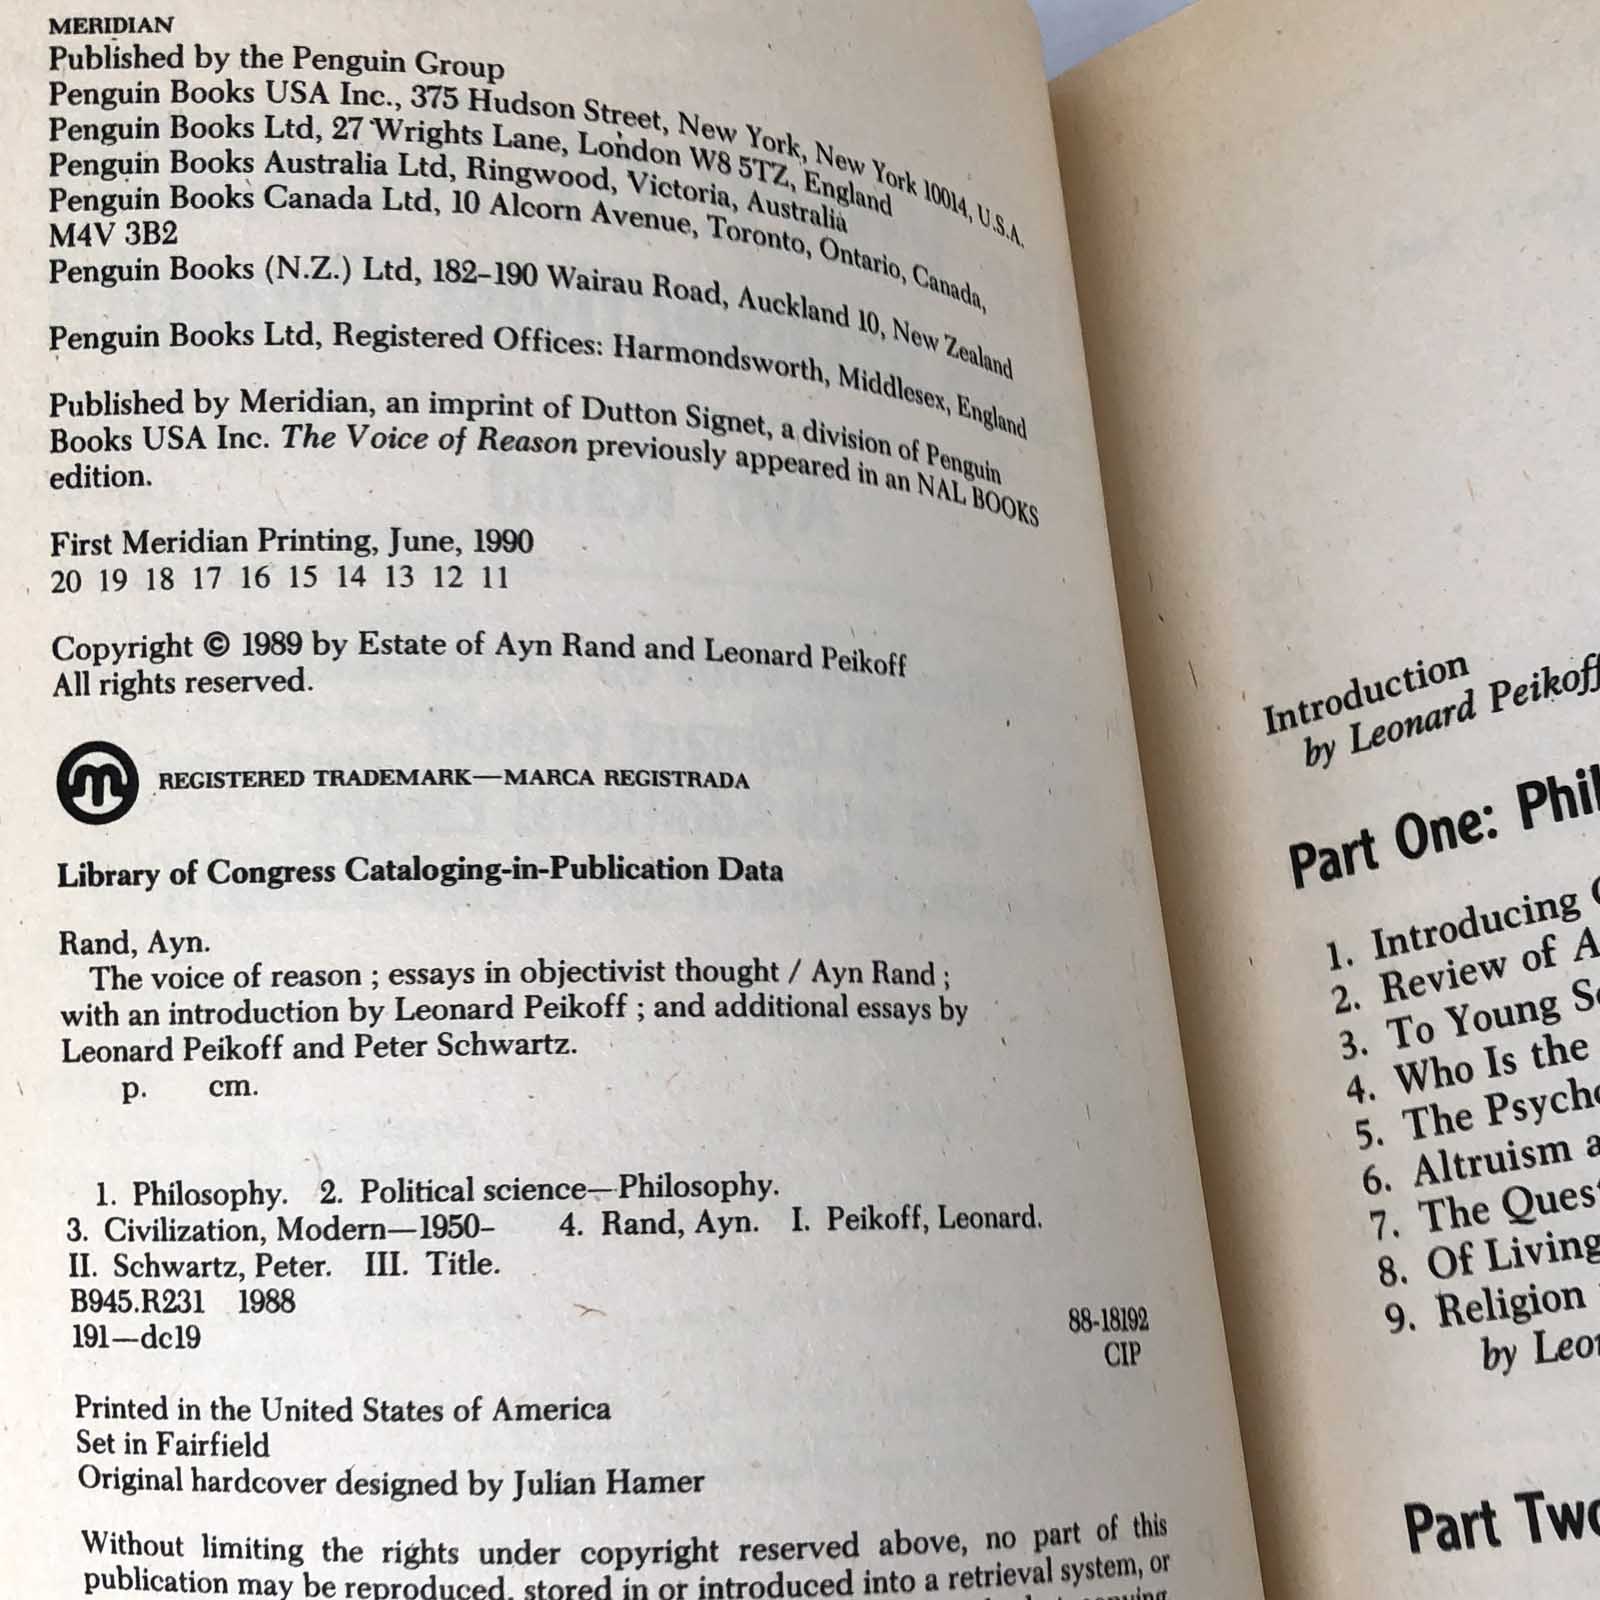 MERIDIAN
Published by the Penguin Group
Penguin Books USA Inc., 375 Hudson Street, New York, New York 10014, U.S.A.
Penguin Books Ltd, 27 Wrights Lane, London W8 5TZ, England
Penguin Books Australia Ltd, Ringwood, Victoria, Australia
Penguin Books Canada Ltd, 10 Alcorn Avenue, Toronto, Ontario, Canada,
M4V 3B2
Penguin Books (N.Z.) Ltd, 182–190 Wairau Road, Auckland 10, New Zealand
Penguin Books Ltd, Registered Offices: Harmondsworth, Middlesex, England
Published by Meridian, an imprint of Dutton Signet, a division of Penguin
Books USA Inc. The Voice of Reason previously appeared in an NAL BOOKS
edition.
First Meridian Printing, June, 1990
20 19 18 17 16 15 14 13 12 11
Copyright © 1989 by Estate of Ayn Rand and Leonard Peikoff
All rights reserved.
REGISTERED TRADEMARK—MARCA REGISTRADA
Library of Congress Cataloging-in-Publication Data
Rand, Ayn.
The voice of reason ; essays in objectivist thought / Ayn Rand ;
with an introduction by Leonard Peikoff ; and additional essays by
Leonard Peikoff and Peter Schwartz.
p. cm.
1. Philosophy. 2. Political science—Philosophy.
3. Civilization, Modern—1950– 4. Rand, Ayn. I. Peikoff, Leonard.
II. Schwartz, Peter. III. Title.
B945.R231 1988
191—dc19
88-18192
CIP
Printed in the United States of America
Set in Fairfield
Original hardcover designed by Julian Hamer
Without limiting the rights under copyright reserved above, no part of this
publication may be reproduced, stored in or introduced into a retrieval system, or
Introduction
by Leonard Peikoff
Part One: Phil
1. Introducing
2. Review of A
3. To Young S
4. Who Is the
5. The Psycho
6. Altruism a
7. The Quest
8. Of Living
9. Religion
by Leo
Part Two